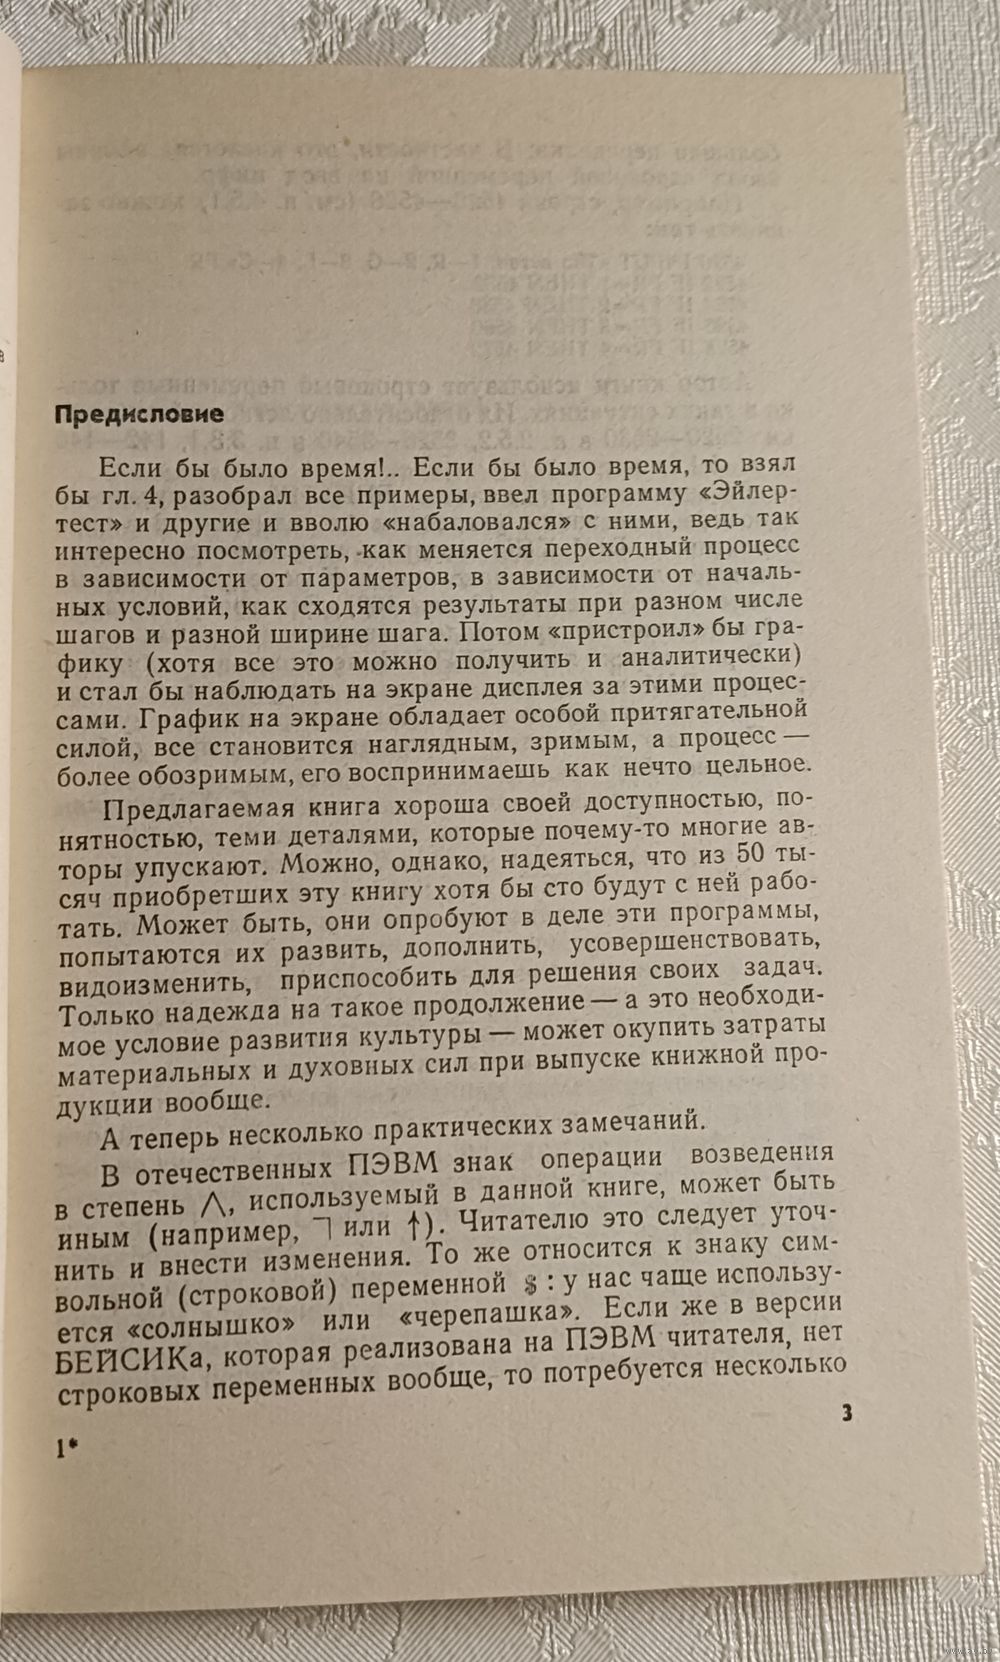 Предисловие
Если бы было время!.. Если бы было время, то взял
бы гл. 4, разобрал все примеры, ввел программу «Эйлер-
тест» и другие и вволю «набаловался» с ними, ведь так
интересно посмотреть, как меняется переходный процесс
в зависимости от параметров, в зависимости от началь-
ных условий, как сходятся результаты при разном числе
шагов и разной ширине шага. Потом «пристроил» бы гра-
фику (хотя все это можно получить и аналитически)
и стал бы наблюдать на экране дисплея за этими процес-
сами. График на экране обладает особой притягательной
силой, все становится наглядным, зримым, а процесс —
более обозримым, его воспринимаешь как нечто цельное.
Предлагаемая книга хороша своей доступностью, по-
нятностью, теми деталями, которые почему-то многие ав-
торы упускают. Можно, однако, надеяться, что из 50 ты-
сяч приобретших эту книгу хотя бы сто будут с ней рабо-
тать. Может быть, они опробуют в деле эти программы,
попытаются их развить, дополнить, усовершенствовать,
видоизменить, приспособить для решения своих задач.
Только надежда на такое продолжение — а это необходи-
мое условие развития культуры — может окупить затраты
материальных и духовных сил при выпуске книжной про-
дукции вообще.
А теперь несколько практических замечаний.
В отечественных ПЭВМ знак операции возведения
в степень ⋀, используемый в данной книге, может быть
иным (например, ⏋ или ↑). Читателю это следует уточ-
нить и внести изменения. То же относится к знаку сим-
вольной (строковой) переменной $ : у нас чаще использу-
ется «солнышко» или «черепашка». Если же в версии
БЕЙСИКа, которая реализована на ПЭВМ читателя, нет
строковых переменных вообще, то потребуется несколько
3
1*